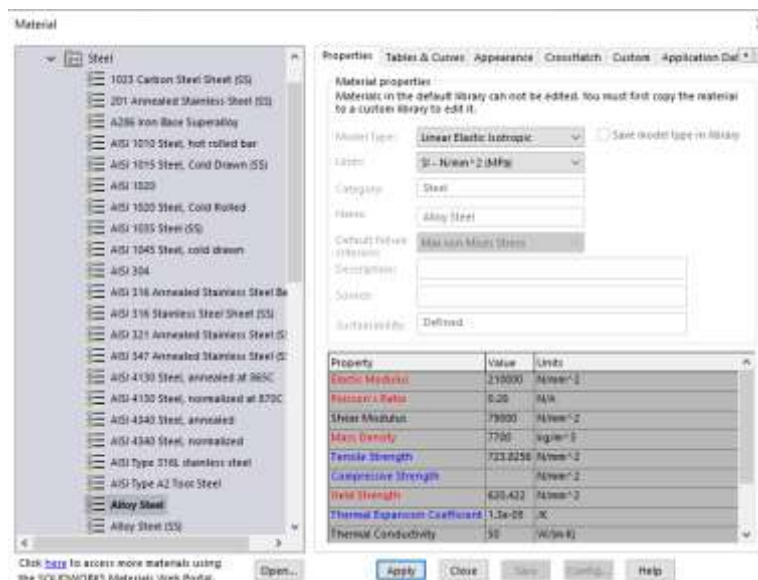 Material
Steel
1023 Carbon Steel Sheet (SS)
201 Annealed Stainless Steel (SS)
A286 Iron Base Superalloy
AISI 1010 Steel, hot rolled bar
AISI 1015 Steel, Cold Drawn (SS)
AISI 1020
AISI 1020 Steel, Cold Rolled
AISI 1035 Steel (SS)
AISI 1045 Steel, cold drawn
AISI 304
AISI 316 Annealed Stainless Steel Ba
AISI 316 Stainless Steel Sheet (SS)
AISI 321 Annealed Stainless Steel (S
AISI 347 Annealed Stainless Steel (S
AISI 4130 Steel, annealed at 865C
AISI 4130 Steel, normalized at 870C
AISI 4340 Steel, annealed
AISI 4340 Steel, normalized
AISI Type 316L stainless steel
AISI Type A2 Tool Steel
Alloy Steel
Alloy Steel (SS)
Click here to access more materials using
the SOLIDWORKS Materials Web Portal.
Open...
Properties Tables & Curves Appearance CrossHatch Custom Application Dat
Material properties
Materials in the default library can not be edited. You must first copy the material
to a custom library to edit it.
Model Type: Linear Elastic Isotropic Save model type in library
Units: SI - N/mm^2 (MPa)
Category: Steel
Name: Alloy Steel
Default failure criterion: Max von Mises Stress
Description:
Source:
Sustainability: Defined
Property Value Units
Elastic Modulus 210000 N/mm^2
Poisson's Ratio 0.28 N/A
Shear Modulus 79000 N/mm^2
Mass Density 7700 kg/m^3
Tensile Strength 723.8256 N/mm^2
Compressive Strength N/mm^2
Yield Strength 620.422 N/mm^2
Thermal Expansion Coefficient 1.3e-05 /K
Thermal Conductivity 50 W/(m·K)
Apply Close Save Config... Help